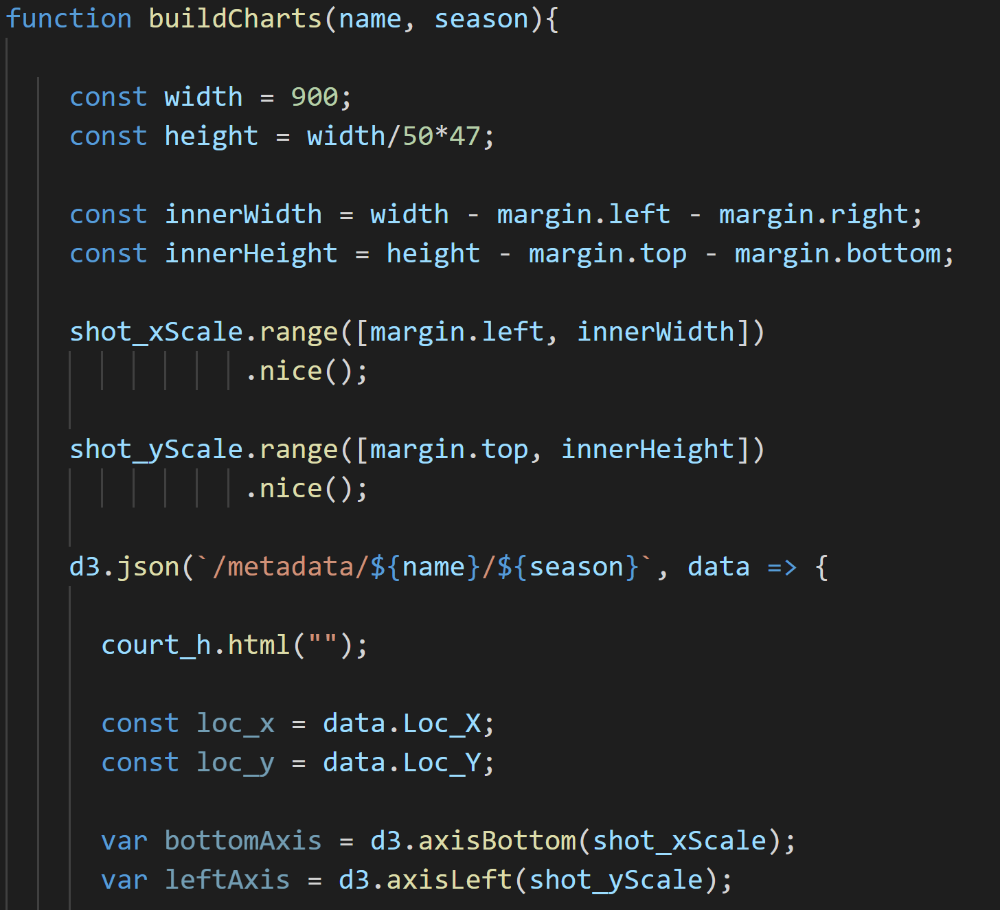 function buildCharts(name, season){
const width = 900;
const height = width/50*47;
const innerWidth = width - margin.left - margin.right;
const innerHeight = height - margin.top - margin.bottom;
shot_xScale.range([margin.left, innerWidth])
.nice();
shot_yScale.range([margin.top, innerHeight])
.nice();
d3.json(`/metadata/${name}/${season}`, data => {
court_h.html("");
const loc_x = data.Loc_X;
const loc_y = data.Loc_Y;
var bottomAxis = d3.axisBottom(shot_xScale);
var leftAxis = d3.axisLeft(shot_yScale);